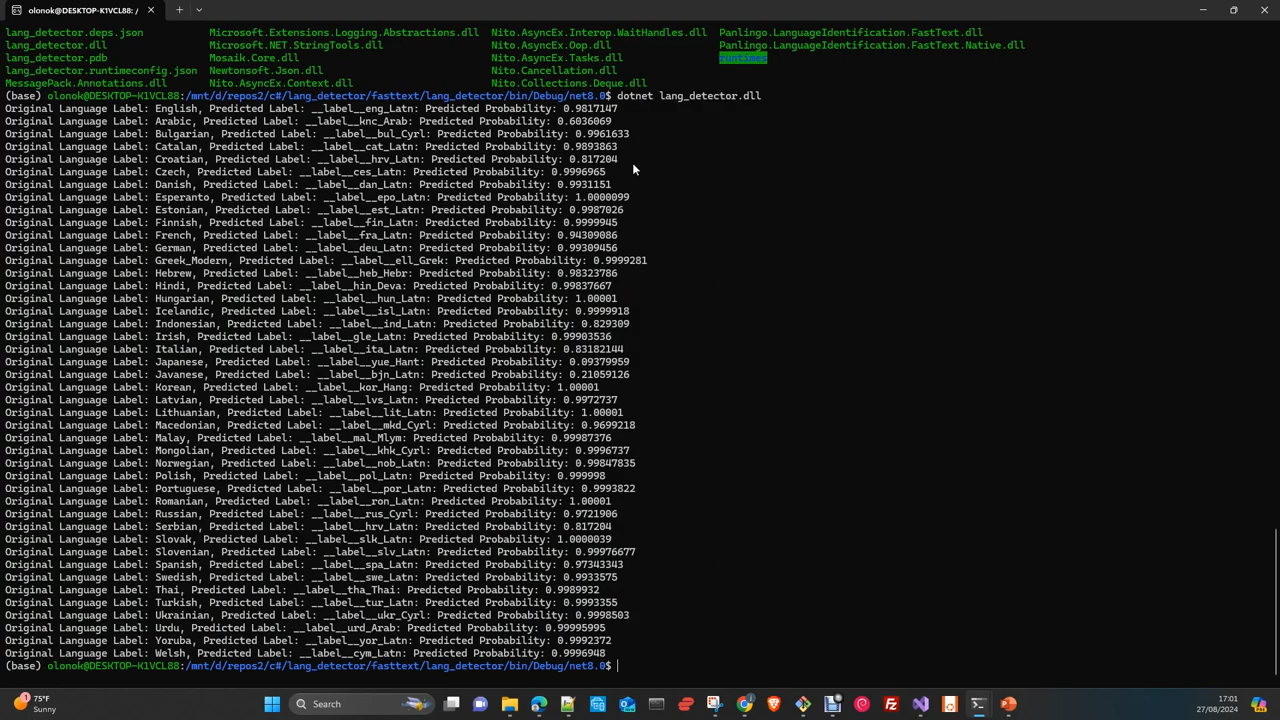 olonok@DESKTOP-K1VCL88: /
lang_detector.deps.json Microsoft.Extensions.Logging.Abstractions.dll Nito.AsyncEx.Interop.WaitHandles.dll Panlingo.LanguageIdentification.FastText.dll
lang_detector.dll Microsoft.NET.StringTools.dll Nito.AsyncEx.Oop.dll Panlingo.LanguageIdentification.FastText.Native.dll
lang_detector.pdb Mosaik.Core.dll Nito.AsyncEx.Tasks.dll runtimes
lang_detector.runtimeconfig.json Newtonsoft.Json.dll Nito.Cancellation.dll
MessagePack.Annotations.dll Nito.AsyncEx.Context.dll Nito.Collections.Deque.dll
(base) olonok@DESKTOP-K1VCL88:/mnt/d/repos2/c#/lang_detector/fasttext/lang_detector/bin/Debug/net8.0$ dotnet lang_detector.dll
Original Language Label: English, Predicted Label: __label__eng_Latn: Predicted Probability: 0.9817147
Original Language Label: Arabic, Predicted Label: __label__knc_Arab: Predicted Probability: 0.6036069
Original Language Label: Bulgarian, Predicted Label: __label__bul_Cyrl: Predicted Probability: 0.9961633
Original Language Label: Catalan, Predicted Label: __label__cat_Latn: Predicted Probability: 0.9893863
Original Language Label: Croatian, Predicted Label: __label__hrv_Latn: Predicted Probability: 0.817204
Original Language Label: Czech, Predicted Label: __label__ces_Latn: Predicted Probability: 0.9996965
Original Language Label: Danish, Predicted Label: __label__dan_Latn: Predicted Probability: 0.9931151
Original Language Label: Esperanto, Predicted Label: __label__epo_Latn: Predicted Probability: 1.0000099
Original Language Label: Estonian, Predicted Label: __label__est_Latn: Predicted Probability: 0.9987026
Original Language Label: Finnish, Predicted Label: __label__fin_Latn: Predicted Probability: 0.9999945
Original Language Label: French, Predicted Label: __label__fra_Latn: Predicted Probability: 0.94309086
Original Language Label: German, Predicted Label: __label__deu_Latn: Predicted Probability: 0.99309456
Original Language Label: Greek_Modern, Predicted Label: __label__ell_Grek: Predicted Probability: 0.9999281
Original Language Label: Hebrew, Predicted Label: __label__heb_Hebr: Predicted Probability: 0.98323786
Original Language Label: Hindi, Predicted Label: __label__hin_Deva: Predicted Probability: 0.99837667
Original Language Label: Hungarian, Predicted Label: __label__hun_Latn: Predicted Probability: 1.00001
Original Language Label: Icelandic, Predicted Label: __label__isl_Latn: Predicted Probability: 0.9999918
Original Language Label: Indonesian, Predicted Label: __label__ind_Latn: Predicted Probability: 0.829309
Original Language Label: Irish, Predicted Label: __label__gle_Latn: Predicted Probability: 0.99903536
Original Language Label: Italian, Predicted Label: __label__ita_Latn: Predicted Probability: 0.83182144
Original Language Label: Japanese, Predicted Label: __label__yue_Hant: Predicted Probability: 0.09379959
Original Language Label: Javanese, Predicted Label: __label__bjn_Latn: Predicted Probability: 0.21059126
Original Language Label: Korean, Predicted Label: __label__kor_Hang: Predicted Probability: 1.00001
Original Language Label: Latvian, Predicted Label: __label__lvs_Latn: Predicted Probability: 0.9972737
Original Language Label: Lithuanian, Predicted Label: __label__lit_Latn: Predicted Probability: 1.00001
Original Language Label: Macedonian, Predicted Label: __label__mkd_Cyrl: Predicted Probability: 0.9699218
Original Language Label: Malay, Predicted Label: __label__mal_Mlym: Predicted Probability: 0.99987376
Original Language Label: Mongolian, Predicted Label: __label__khk_Cyrl: Predicted Probability: 0.9996737
Original Language Label: Norwegian, Predicted Label: __label__nob_Latn: Predicted Probability: 0.99847835
Original Language Label: Polish, Predicted Label: __label__pol_Latn: Predicted Probability: 0.999998
Original Language Label: Portuguese, Predicted Label: __label__por_Latn: Predicted Probability: 0.9993822
Original Language Label: Romanian, Predicted Label: __label__ron_Latn: Predicted Probability: 1.00001
Original Language Label: Russian, Predicted Label: __label__rus_Cyrl: Predicted Probability: 0.9721906
Original Language Label: Serbian, Predicted Label: __label__hrv_Latn: Predicted Probability: 0.817204
Original Language Label: Slovak, Predicted Label: __label__slk_Latn: Predicted Probability: 1.0000039
Original Language Label: Slovenian, Predicted Label: __label__slv_Latn: Predicted Probability: 0.99976677
Original Language Label: Spanish, Predicted Label: __label__spa_Latn: Predicted Probability: 0.97343343
Original Language Label: Swedish, Predicted Label: __label__swe_Latn: Predicted Probability: 0.9933575
Original Language Label: Thai, Predicted Label: __label__tha_Thai: Predicted Probability: 0.9989932
Original Language Label: Turkish, Predicted Label: __label__tur_Latn: Predicted Probability: 0.9993355
Original Language Label: Ukrainian, Predicted Label: __label__ukr_Cyrl: Predicted Probability: 0.9998503
Original Language Label: Urdu, Predicted Label: __label__urd_Arab: Predicted Probability: 0.99995995
Original Language Label: Yoruba, Predicted Label: __label__yor_Latn: Predicted Probability: 0.9992372
Original Language Label: Welsh, Predicted Label: __label__cym_Latn: Predicted Probability: 0.9996948
(base) olonok@DESKTOP-K1VCL88:/mnt/d/repos2/c#/lang_detector/fasttext/lang_detector/bin/Debug/net8.0$
75°F
Sunny
Search
17:01
27/08/2024